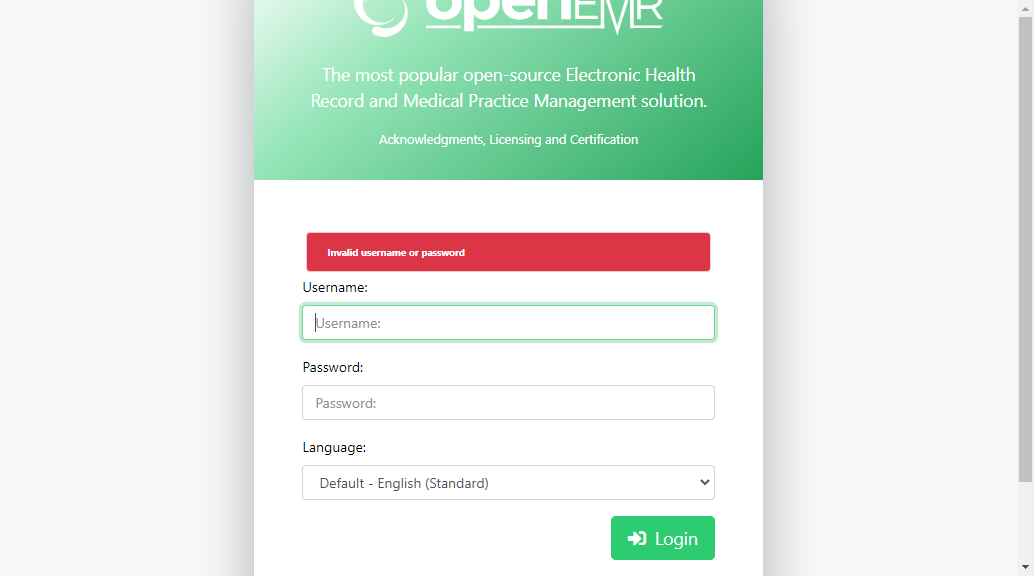 openEMR
The most popular open-source Electronic Health
Record and Medical Practice Management solution.
Acknowledgments, Licensing and Certification
Invalid username or password
Username:
Username:
Password:
Password:
Language:
Default - English (Standard)
Login